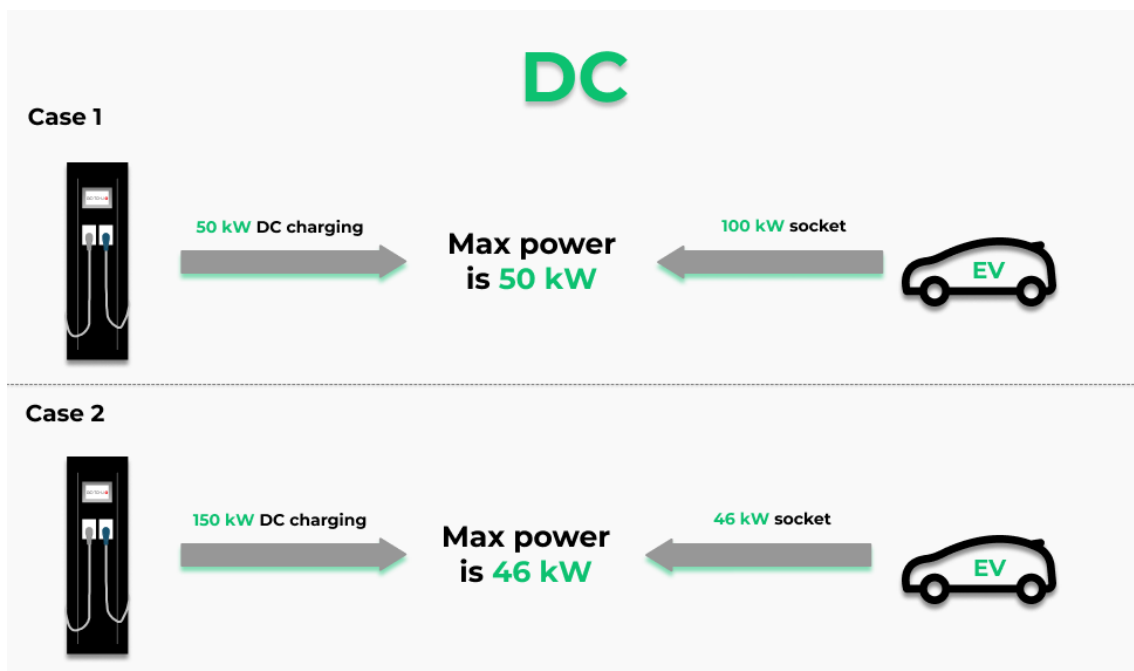 DC
Case 1
50 kW DC charging
Max power
is 50 kW
100 kW socket
EV
Case 2
150 kW DC charging
Max power
is 46 kW
46 kW socket
EV